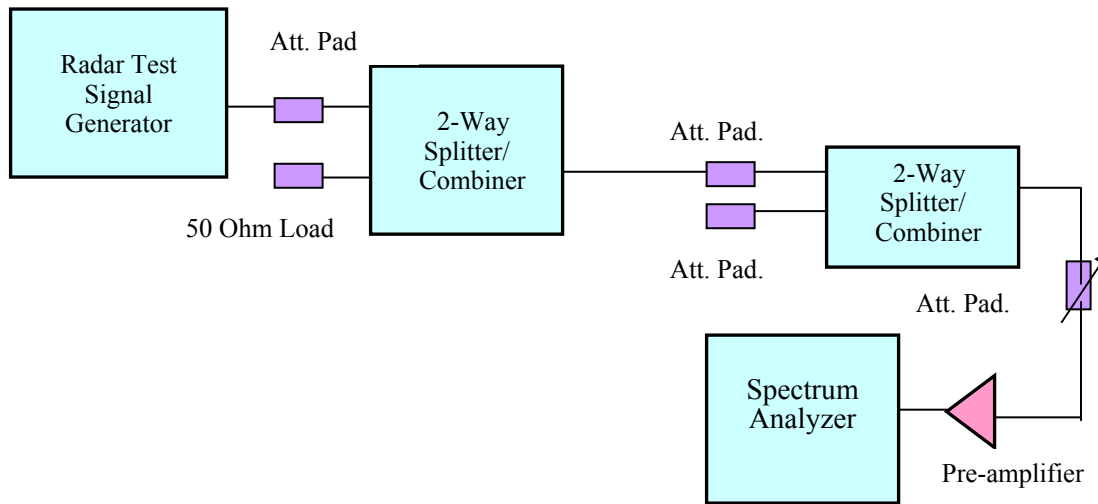 Radar Test
Signal
Generator
Att. Pad
2-Way
Splitter/
Combiner
50 Ohm Load
Att. Pad.
Att. Pad.
2-Way
Splitter/
Combiner
Att. Pad.
Spectrum
Analyzer
Pre-amplifier